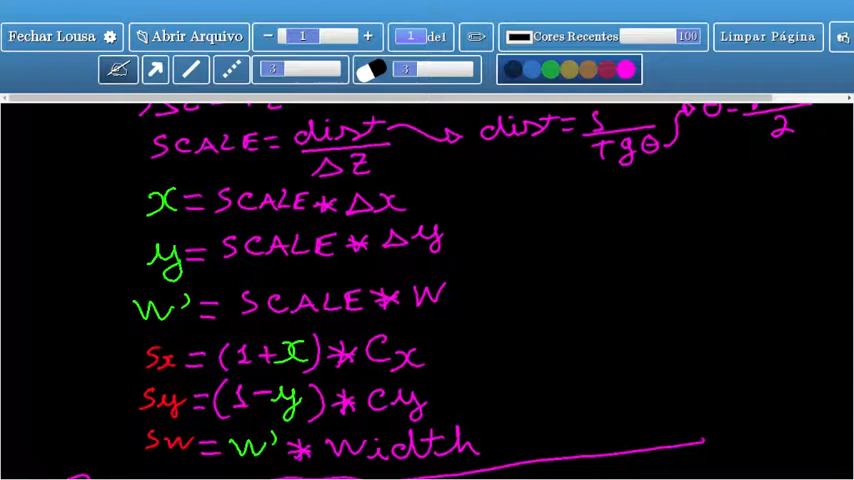 Fechar Lousa Abrir Arquivo − 1 + 1 de1 Cores Recentes 100 Limpar Página
3 3
SCALE = dist / ΔZ dist = 1 / Tgθ
2
x = SCALE * Δx
y = SCALE * Δy
W' = SCALE * W
Sx = (1+x) * Cx
Sy = (1-y) * Cy
Sw = W' * Width